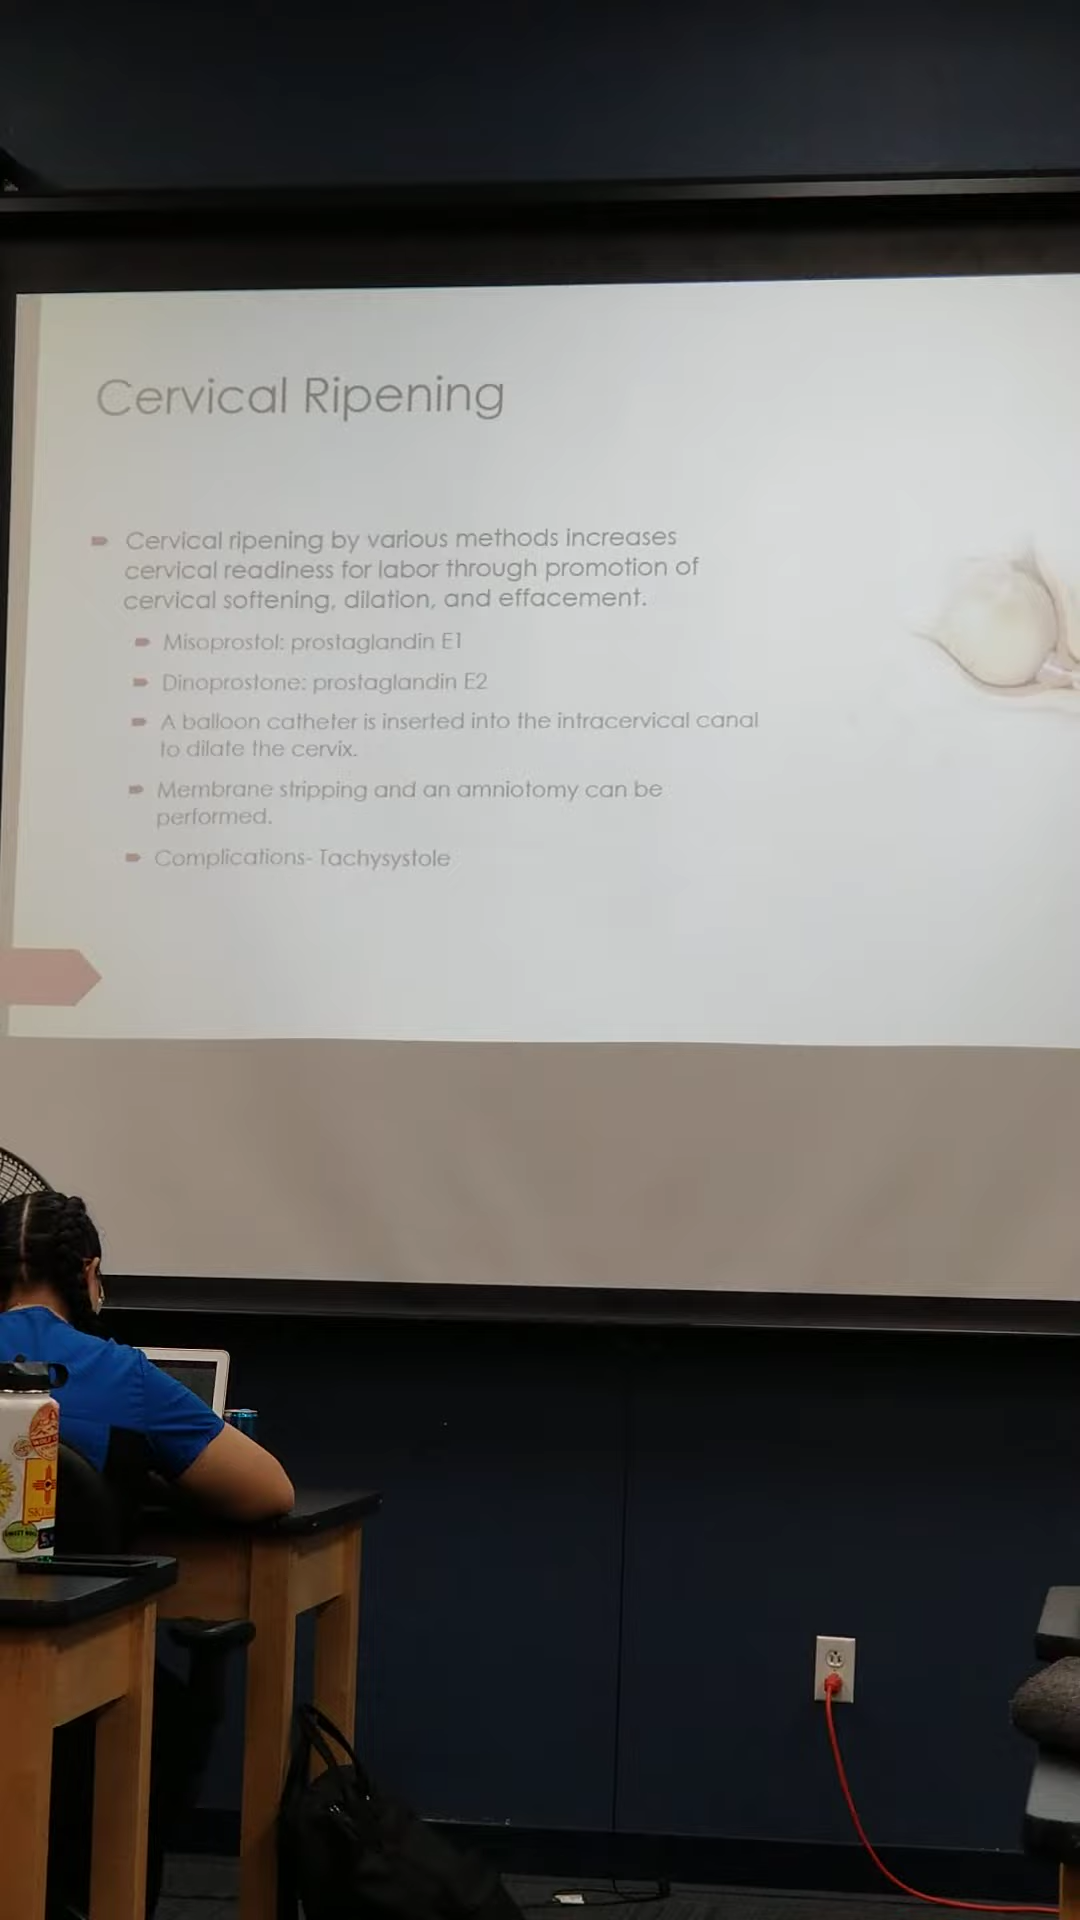 Cervical Ripening
Cervical ripening by various methods increases
cervical readiness for labor through promotion of
cervical softening, dilation, and effacement.
Misoprostol: prostaglandin E1
Dinoprostone: prostaglandin E2
A balloon catheter is inserted into the intracervical canal
to dilate the cervix.
Membrane stripping and an amniotomy can be
performed.
Complications- Tachysystole